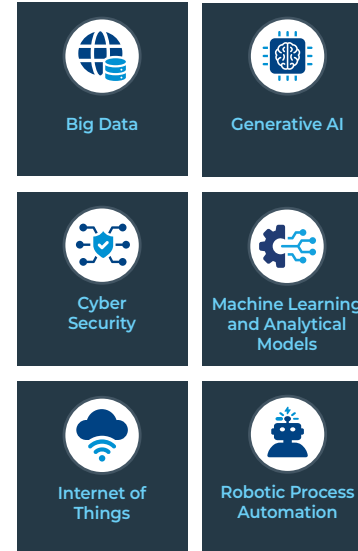 Big Data
Generative AI
Cyber
Security
Machine Learning
and Analytical
Models
Internet of
Things
Robotic Process
Automation